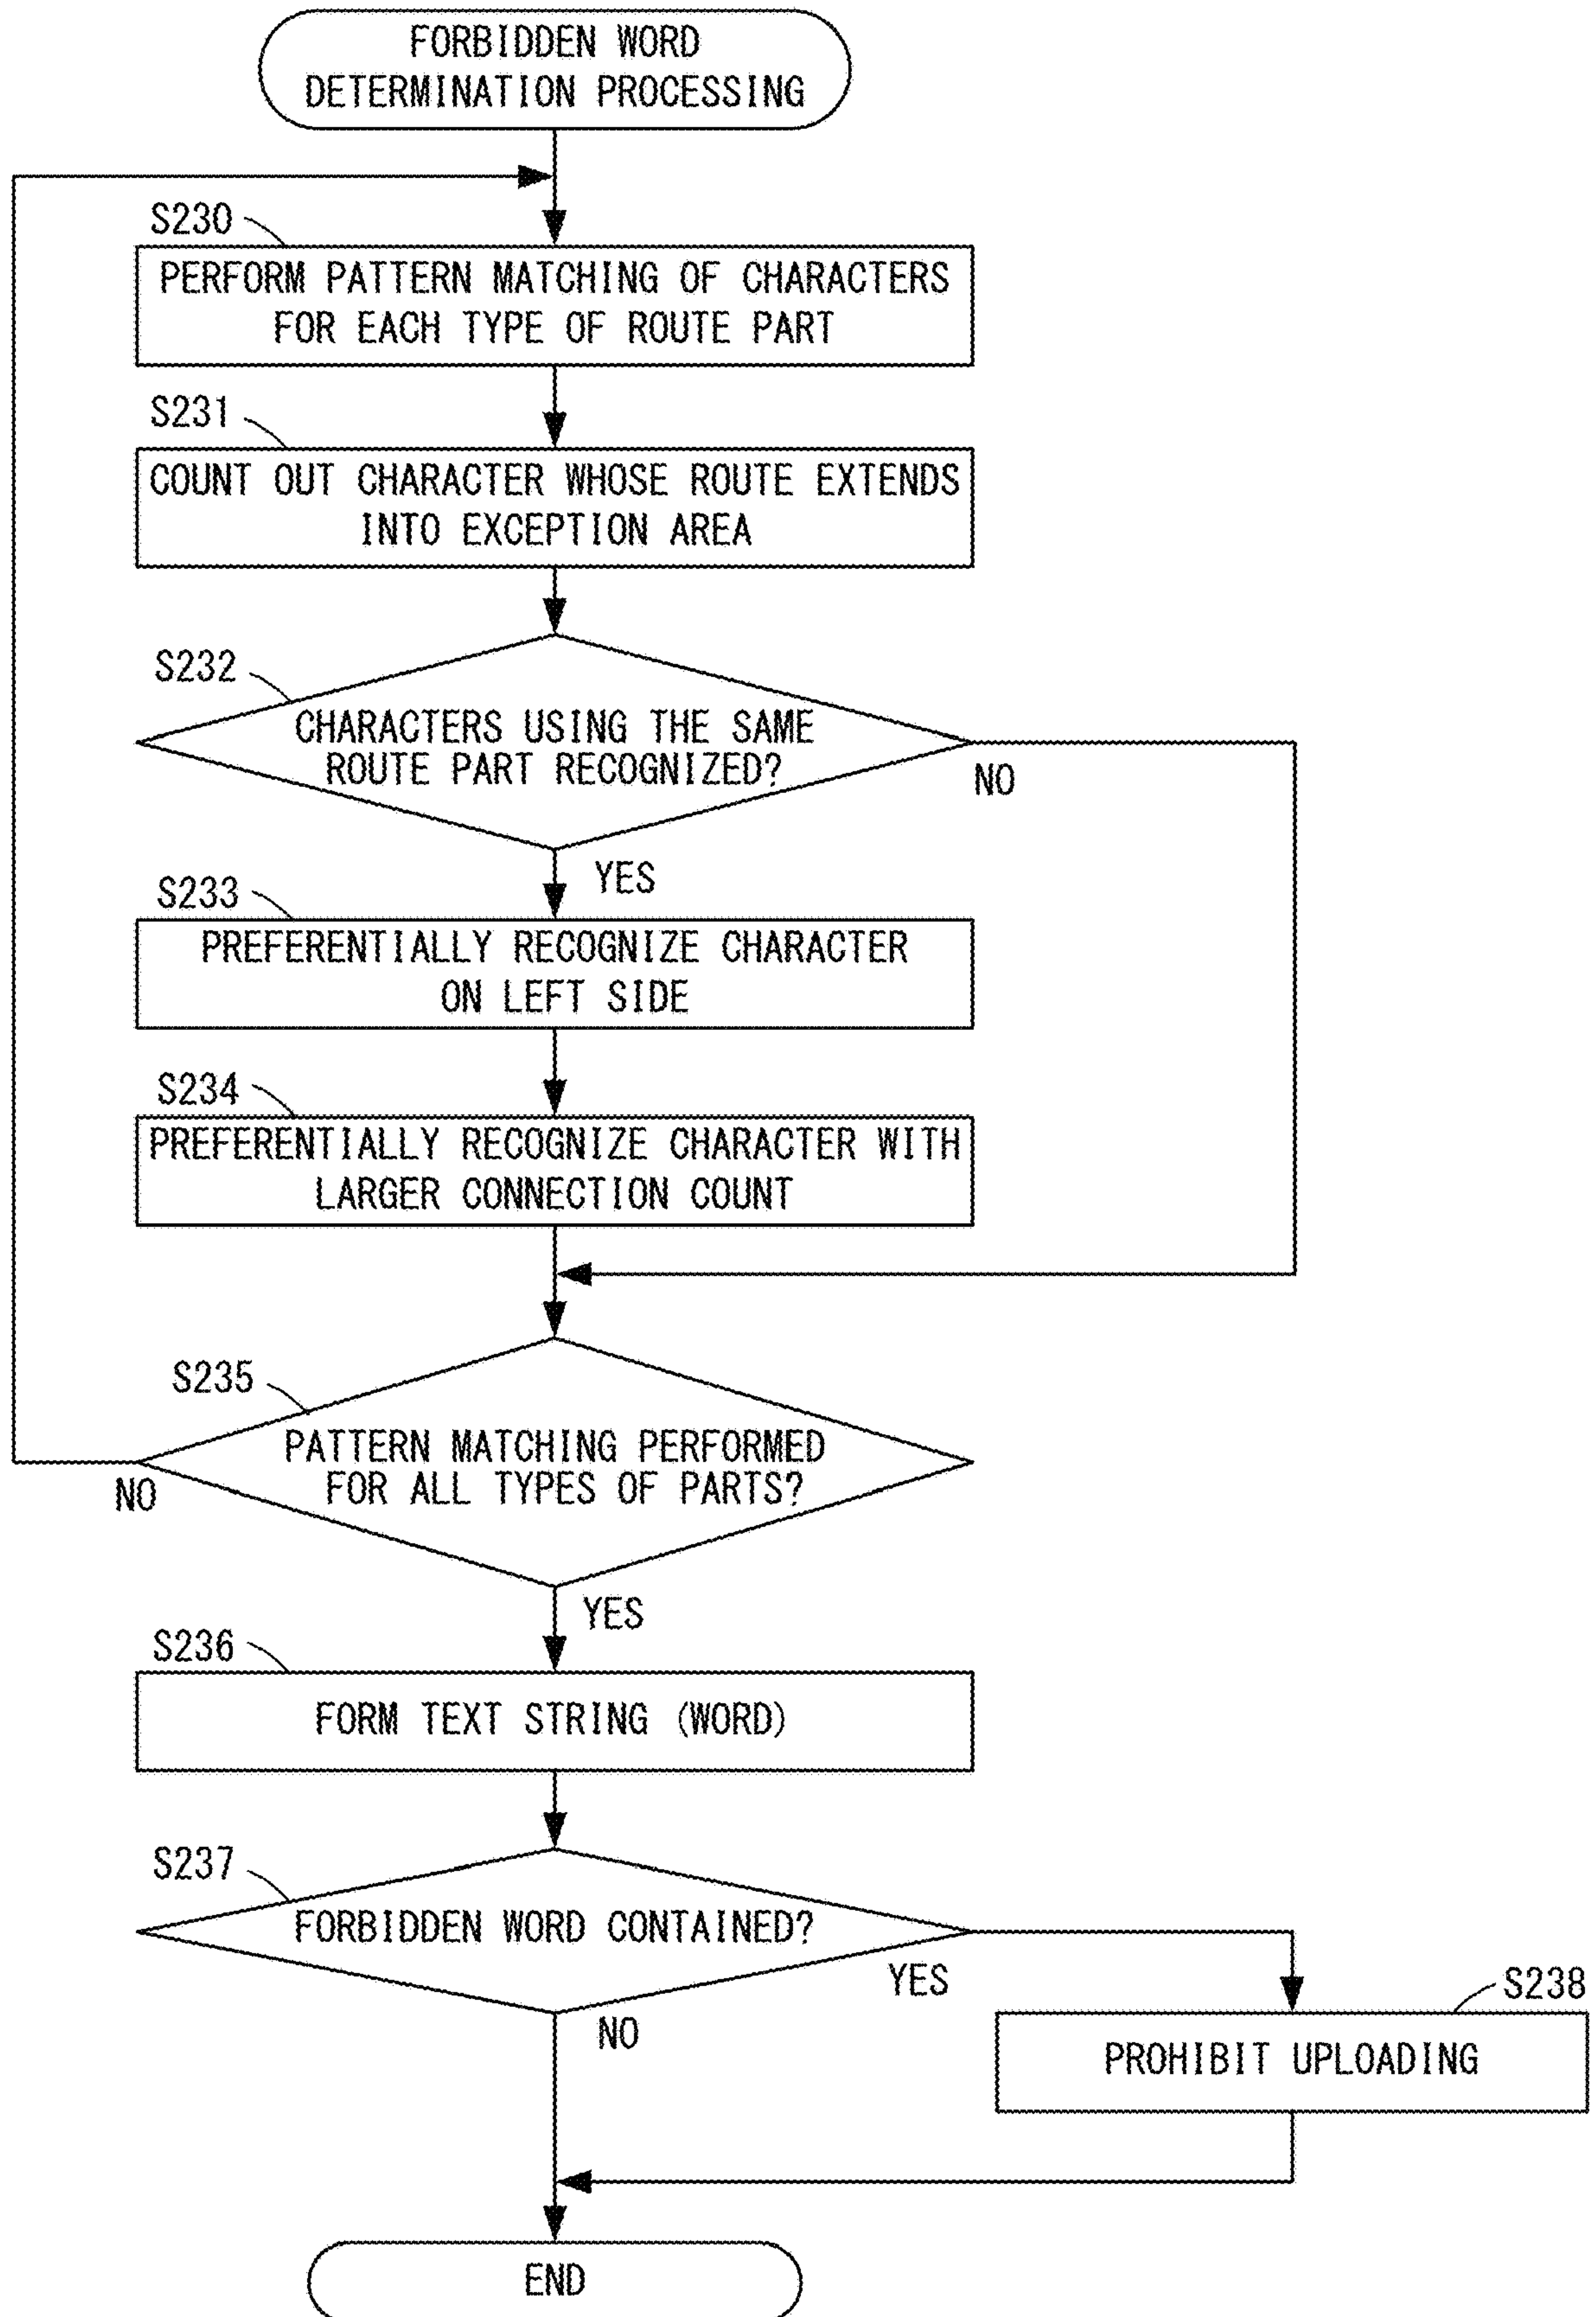 FORBIDDEN WORD
DETERMINATION PROCESSING
S230
PERFORM PATTERN MATCHING OF CHARACTERS
FOR EACH TYPE OF ROUTE PART
S231
COUNT OUT CHARACTER WHOSE ROUTE EXTENDS
INTO EXCEPTION AREA
S232
CHARACTERS USING THE SAME
ROUTE PART RECOGNIZED?
NO
YES
S233
PREFERENTIALLY RECOGNIZE CHARACTER
ON LEFT SIDE
S234
PREFERENTIALLY RECOGNIZE CHARACTER WITH
LARGER CONNECTION COUNT
S235
PATTERN MATCHING PERFORMED
FOR ALL TYPES OF PARTS?
NO
YES
S236
FORM TEXT STRING (WORD)
S237
FORBIDDEN WORD CONTAINED?
YES
NO
S238
PROHIBIT UPLOADING
END